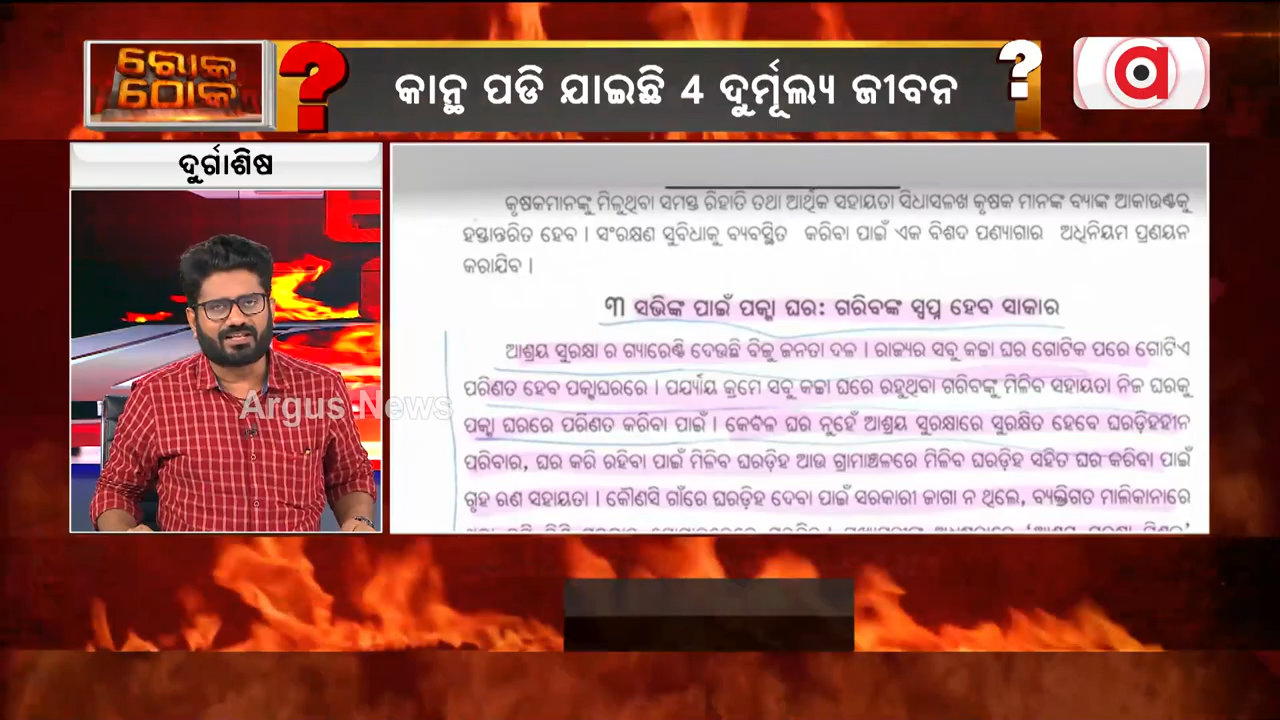 ରୋକ
ଠୋକ
?
କାନ୍ଥ ପଡି ଯାଇଛି 4 ଦୁର୍ମୂଲ୍ୟ ଜୀବନ
?
a
ଦୁର୍ଗାଶିଷ
Argus News
କୃଷକମାନଙ୍କୁ ମିଳୁଥିବା ସମସ୍ତ ରିହାତି ତଥା ଆର୍ଥିକ ସହାୟତା ସିଧାସଳଖ କୃଷକ ମାନଙ୍କ ବ୍ୟାଙ୍କ ଆକାଉଣ୍ଟକୁ
ହସ୍ତାନ୍ତରିତ ହେବ । ସଂରକ୍ଷଣ ସୁବିଧାକୁ ବ୍ୟବସ୍ଥିତ କରିବା ପାଇଁ ଏକ ବିଶଦ ପଣ୍ୟାଗାର ଅଧିନିୟମ ପ୍ରଣୟନ
କରାଯିବ ।
୩ ସଭିଙ୍କ ପାଇଁ ପକ୍କା ଘର: ଗରିବଙ୍କ ସ୍ୱପ୍ନ ହେବ ସାକାର
ଆଶ୍ରୟ ସୁରକ୍ଷା ର ଗ୍ୟାରେଣ୍ଟି ଦେଉଛି ବିଜୁ ଜନତା ଦଳ । ରାଜ୍ୟର ସବୁ କଚ୍ଚା ଘର ଗୋଟିକ ପରେ ଗୋଟିଏ
ପରିଣତ ହେବ ପକ୍କାଘରରେ । ପର୍ଯ୍ୟାୟ କ୍ରମେ ସବୁ କଚ୍ଚା ଘରେ ରହୁଥିବା ଗରିବଙ୍କୁ ମିଳିବ ସହାୟତା ନିଜ ଘରକୁ
ପକ୍କା ଘରରେ ପରିଣତ କରିବା ପାଇଁ । କେବଳ ଘର ନୁହେଁ ଆଶ୍ରୟ ସୁରକ୍ଷାରେ ସୁରକ୍ଷିତ ହେବେ ଘରଡ଼ିହହୀନ
ପରିବାର, ଘର କରି ରହିବା ପାଇଁ ମିଳିବ ଘରଡ଼ିହ ଆଉ ଗ୍ରାମାଞ୍ଚଳରେ ମିଳିବ ଘରଡ଼ିହ ସହିତ ଘର କରିବା ପାଇଁ
ଗୃହ ଋଣ ସହାୟତା । କୌଣସି ଗାଁରେ ଘରଡ଼ିହ ଦେବା ପାଇଁ ସରକାରୀ ଜାଗା ନ ଥିଲେ, ବ୍ୟକ୍ତିଗତ ମାଲିକାନାରେ